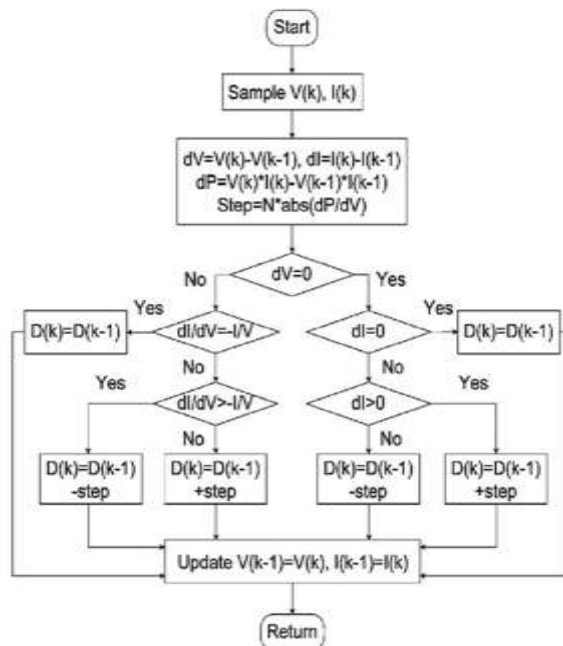 Start
Sample V(k), I(k)
dV=V(k)-V(k-1), dI=I(k)-I(k-1)
dP=V(k)*I(k)-V(k-1)*I(k-1)
Step=N*abs(dP/dV)
No
dV=0
Yes
Yes
Yes
D(k)=D(k-1)
dI/dV=-I/V
dI=0
D(k)=D(k-1)
No
No
Yes
Yes
dI/dV>-I/V
dI>0
No
No
D(k)=D(k-1)
-step
D(k)=D(k-1)
+step
D(k)=D(k-1)
-step
D(k)=D(k-1)
+step
Update V(k-1)=V(k), I(k-1)=I(k)
Return